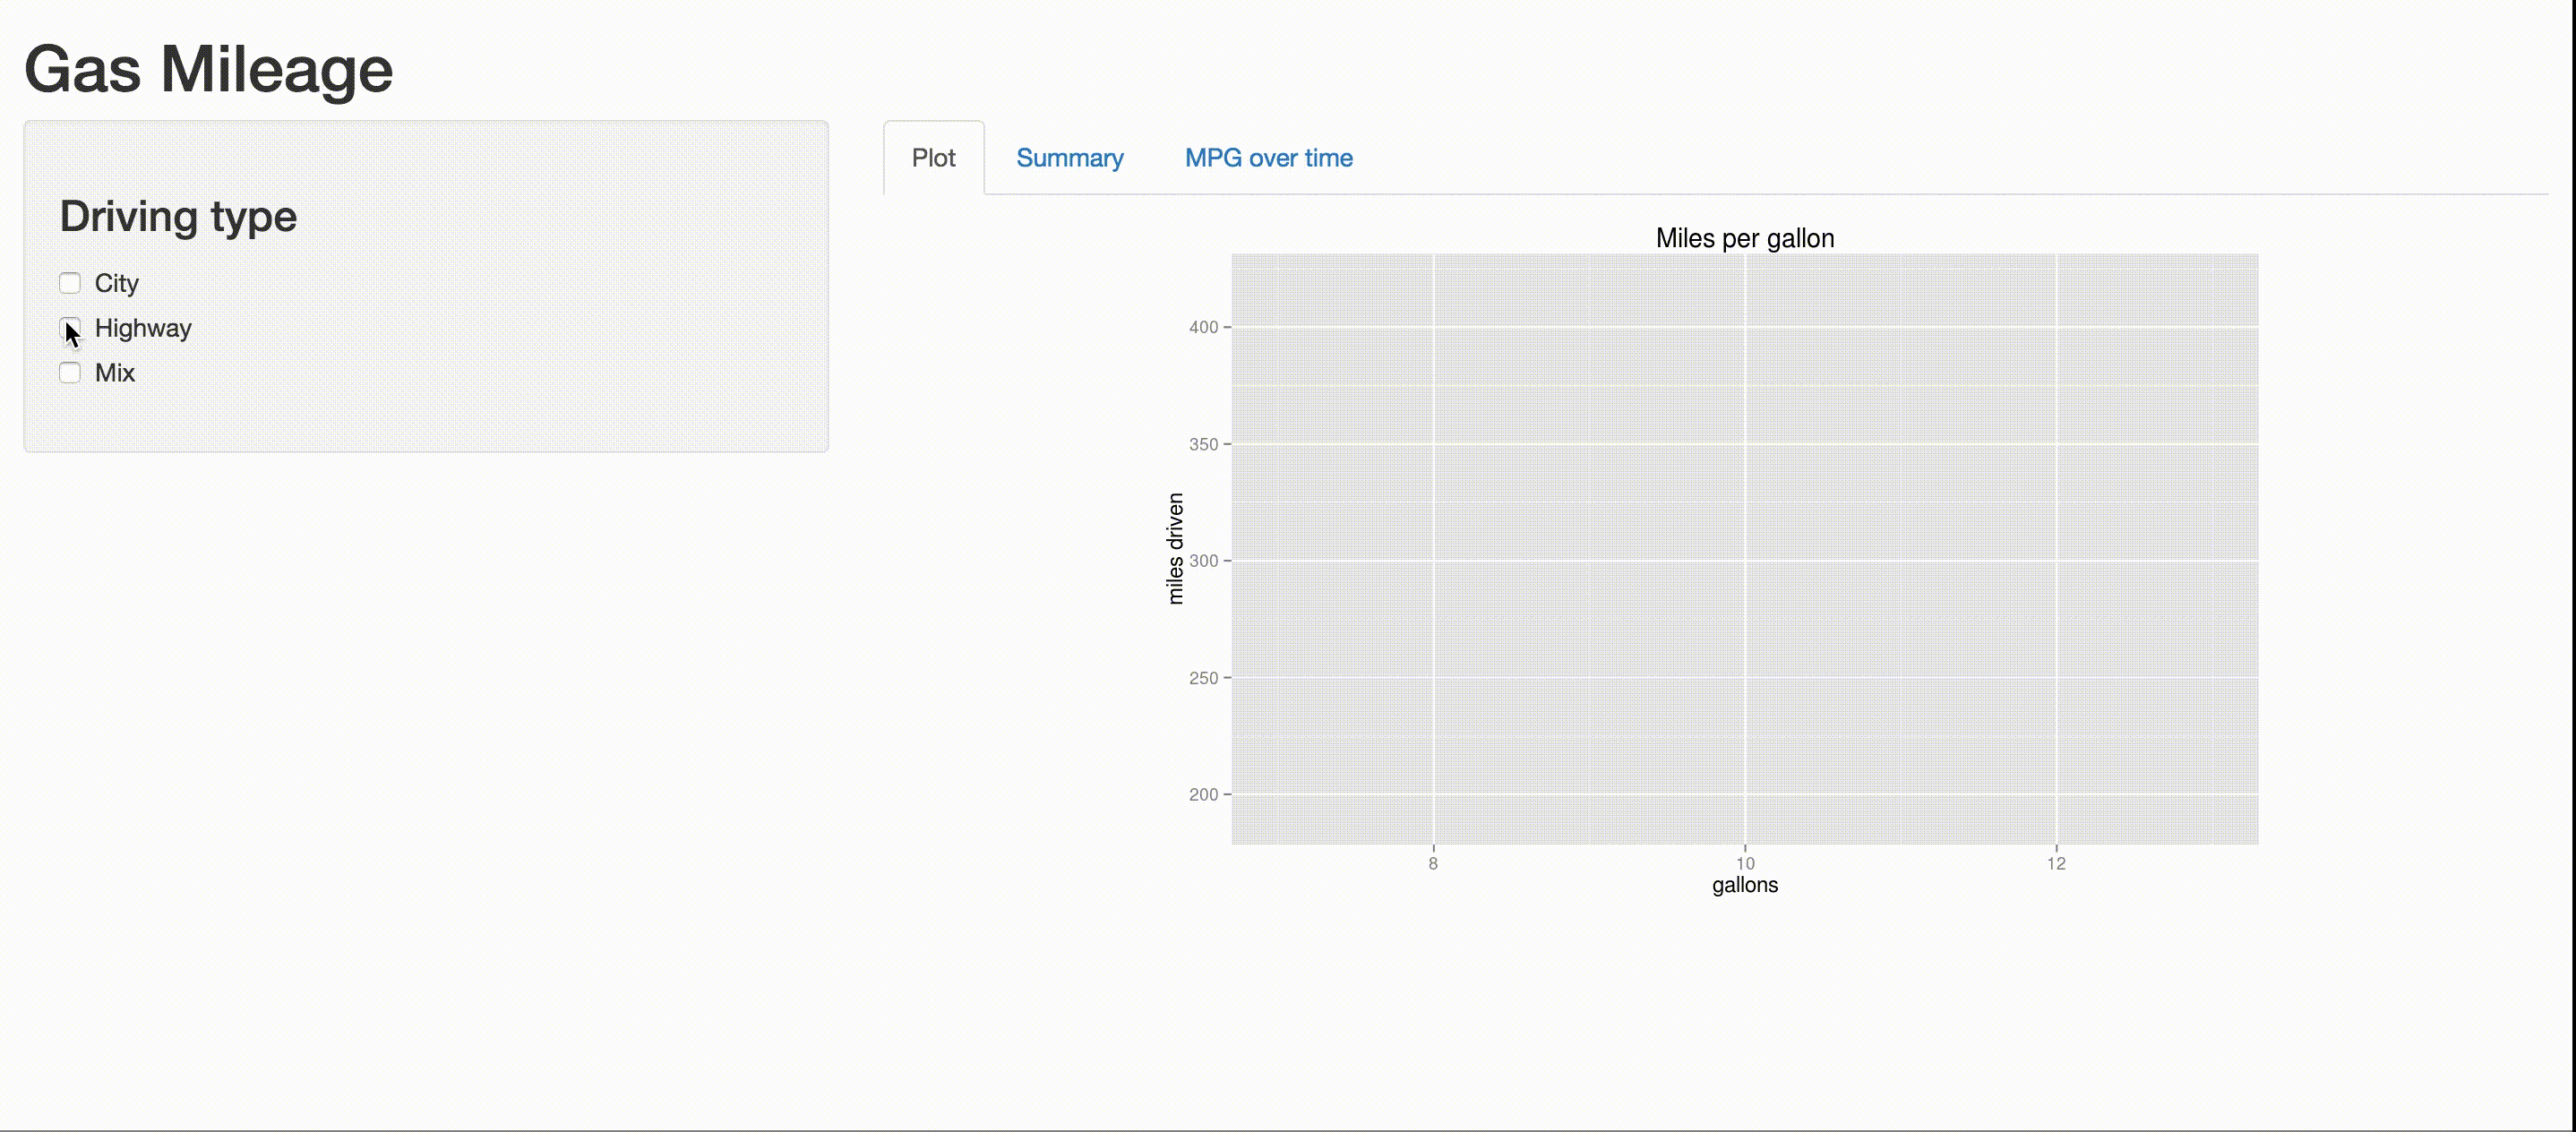 Gas Mileage
Driving type
City
Highway
Mix
Plot Summary MPG over time
Miles per gallon
miles driven
400
350
300
250
200
8 10 12
gallons